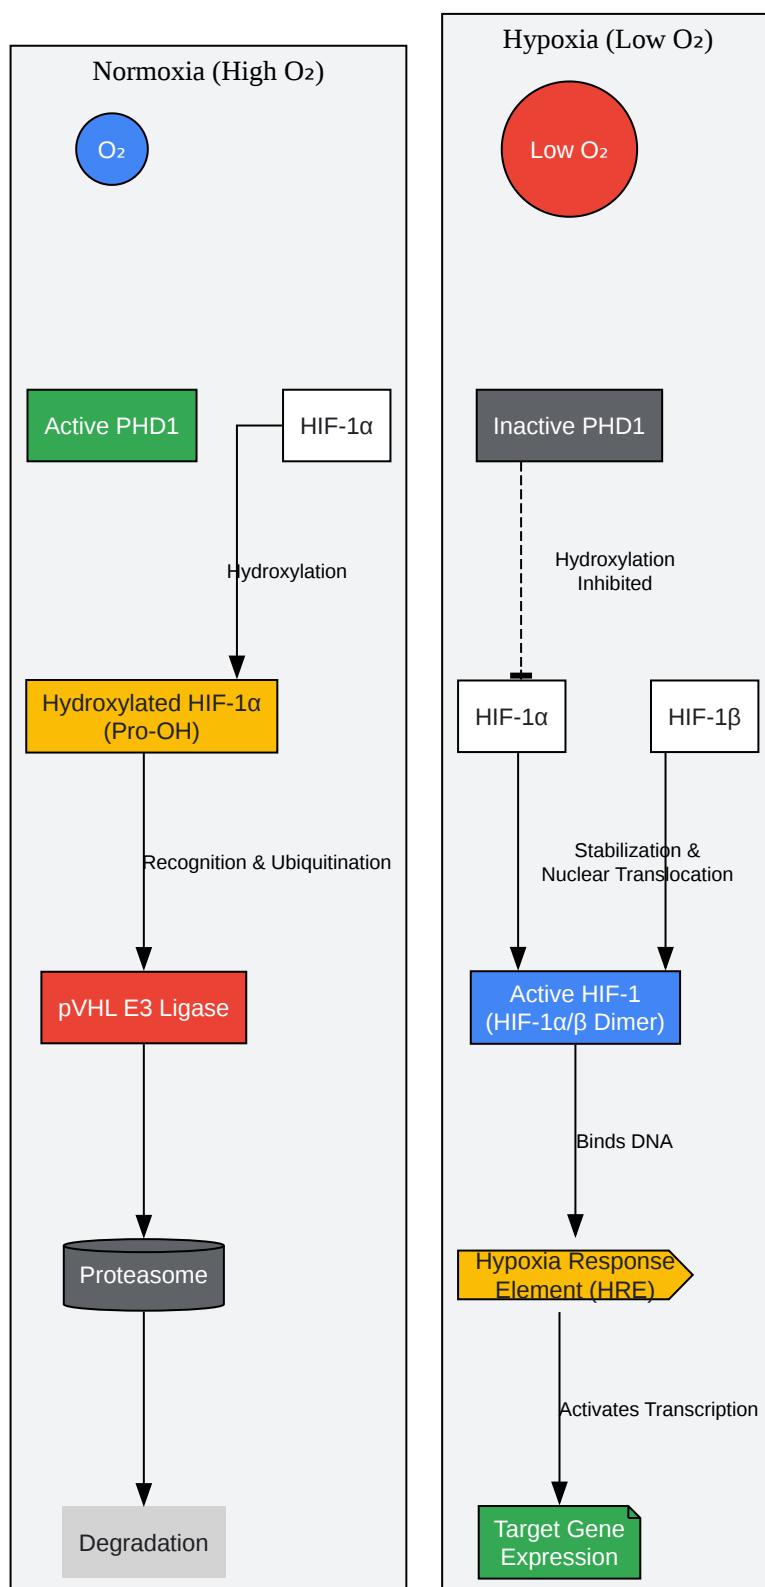 Normoxia (High O₂)
O₂
Active PHD1
HIF-1α
Hydroxylation
Hydroxylated HIF-1α
(Pro-OH)
Recognition & Ubiquitination
pVHL E3 Ligase
Proteasome
Degradation
Hypoxia (Low O₂)
Low O₂
Inactive PHD1
Hydroxylation
Inhibited
HIF-1α
HIF-1β
Stabilization &
Nuclear Translocation
Active HIF-1
(HIF-1α/β Dimer)
Binds DNA
Hypoxia Response
Element (HRE)
Activates Transcription
Target Gene
Expression